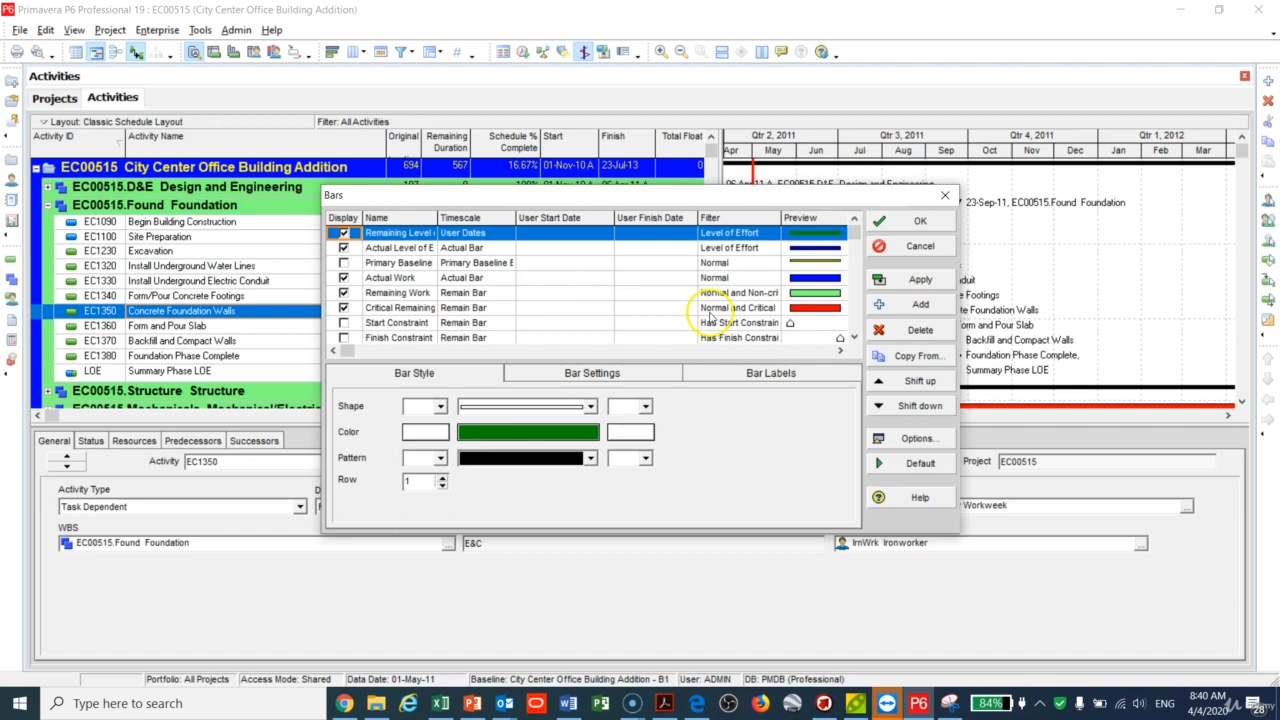 P6 Primavera P6 Professional 19 : EC00515 (City Center Office Building Addition)
File Edit View Project Enterprise Tools Admin Help
Activities
Projects Activities
Layout: Classic Schedule Layout Filter: All Activities
Activity ID Activity Name Original Remaining Duration Schedule % Complete Start Finish Total Float
Qtr 2, 2011 Qtr 3, 2011 Qtr 4, 2011 Qtr 1, 2012
Apr May Jun Jul Aug Sep Oct Nov Dec Jan Feb Mar
EC00515 City Center Office Building Addition 694 567 16.67% 01-Nov-10 A 23-Jul-13 0
EC00515.D&E Design and Engineering
EC00515.Found Foundation 23-Sep-11, EC00515.Found Foundation
EC1090 Begin Building Construction
EC1100 Site Preparation
EC1230 Excavation
EC1320 Install Underground Water Lines
EC1330 Install Underground Electric Conduit
EC1340 Form/Pour Concrete Footings
EC1350 Concrete Foundation Walls
EC1360 Form and Pour Slab
EC1370 Backfill and Compact Walls
EC1380 Foundation Phase Complete
LOE Summary Phase LOE
EC00515.Structure Structure
Bars
Display Name Timescale User Start Date User Finish Date Filter Preview
Remaining Level User Dates Level of Effort
Actual Level of E Actual Bar Level of Effort
Primary Baseline Primary Baseline E Normal
Actual Work Actual Bar Normal
Remaining Work Remain Bar Normal and Non-cri
Critical Remaining Remain Bar Normal and Critical
Start Constraint Remain Bar Has Start Constrain
Finish Constraint Remain Bar Has Finish Constrai
OK
Cancel
Apply
Add
Delete
Copy From...
Shift up
Shift down
Options...
Default
Help
Bar Style Bar Settings Bar Labels
Shape
Color
Pattern
Row 1
Footings
Concrete Foundation Walls
orm and Pour Slab
Backfill and Compact Walls
Foundation Phase Complete,
Summary Phase LOE
General Status Resources Predecessors Successors
Activity EC1350 Project EC00515
Activity Type
Task Dependent Workweek
WBS
EC00515.Found Foundation E&C IrnWrk Ironworker
Portfolio: All Projects Access Mode: Shared Data Date: 01-May-11 Baseline: City Center Office Building Addition - B1 User: ADMIN DB: PMDB (Professional)
Type here to search 84% ENG 8:40 AM
4/4/2020 28